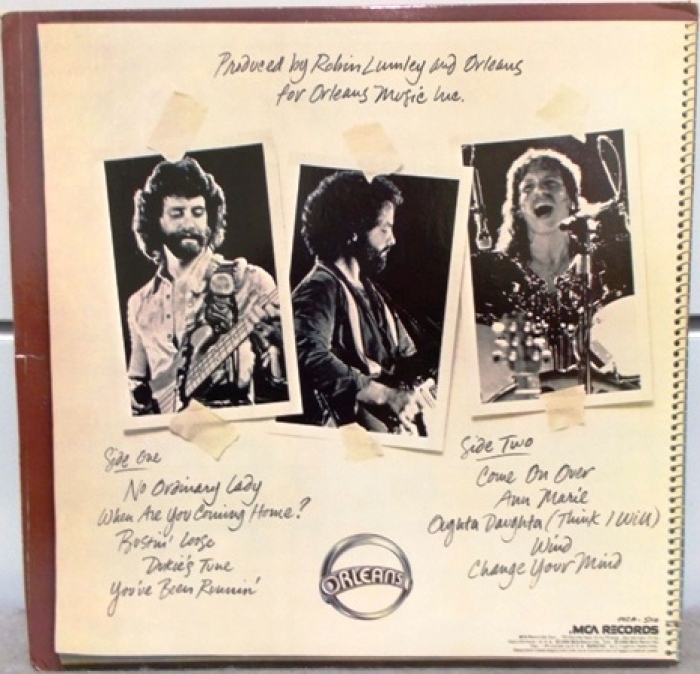 Produced by Robin Lumley and Orleans
for Orleans Music Inc.
Side One
No Ordinary Lady
When Are You Coming Home?
Bustin' Loose
Dukie's Tune
You've Been Runnin'
Side Two
Come On Over
Ann Marie
Oughta Daughta (Think I Will)
Wind
Change Your Mind
ORLEANS
MCA RECORDS